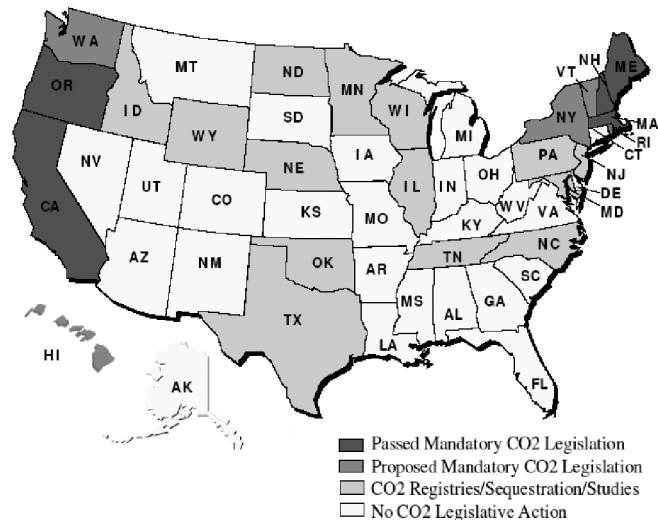 WA
MT
ND
MN
VT
NH
ME
OR
ID
SD
WI
NY
MA
RI
CT
WY
MI
PA
NJ
NV
NE
IA
IL
IN
OH
DE
MD
UT
CO
WV
VA
CA
KS
MO
KY
NC
AZ
NM
OK
AR
TN
SC
TX
MS
AL
GA
LA
FL
HI
AK
Passed Mandatory CO2 Legislation
Proposed Mandatory CO2 Legislation
CO2 Registries/Sequestration/Studies
No CO2 Legislative Action